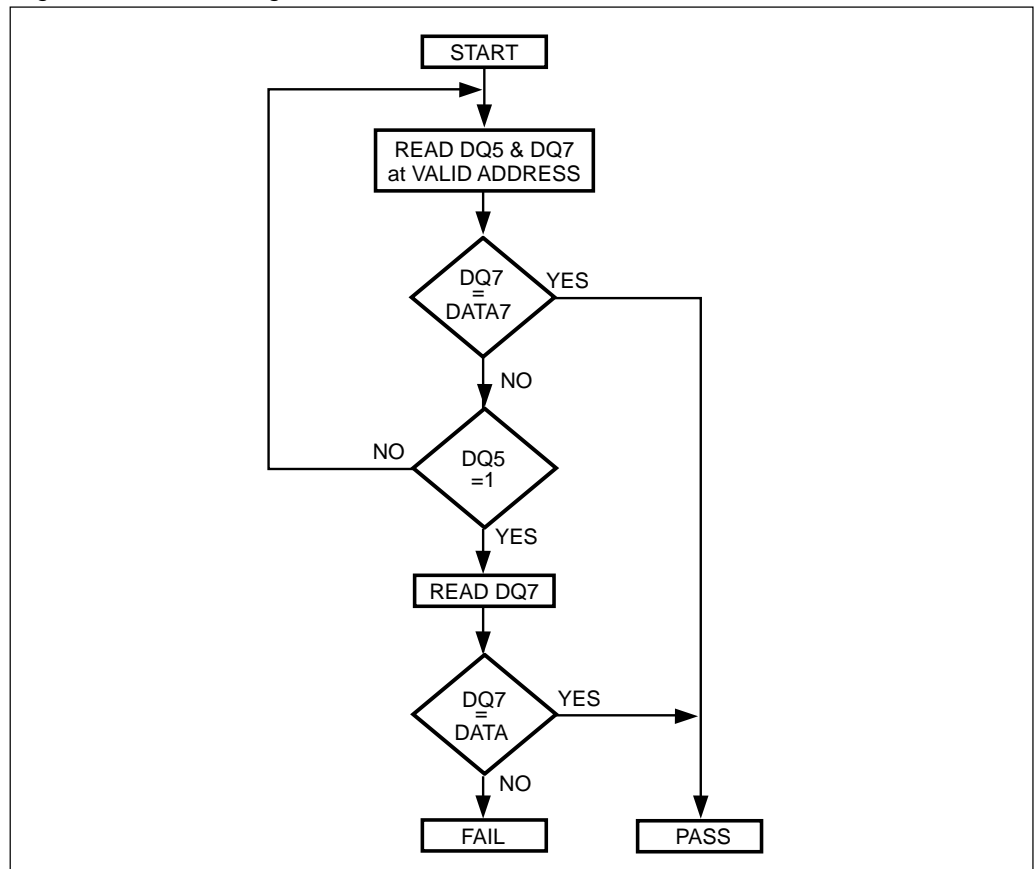 START
READ DQ5 & DQ7
at VALID ADDRESS
DQ7
=
DATA7
YES
NO
DQ5
=1
NO
YES
READ DQ7
DQ7
=
DATA
YES
NO
FAIL
PASS